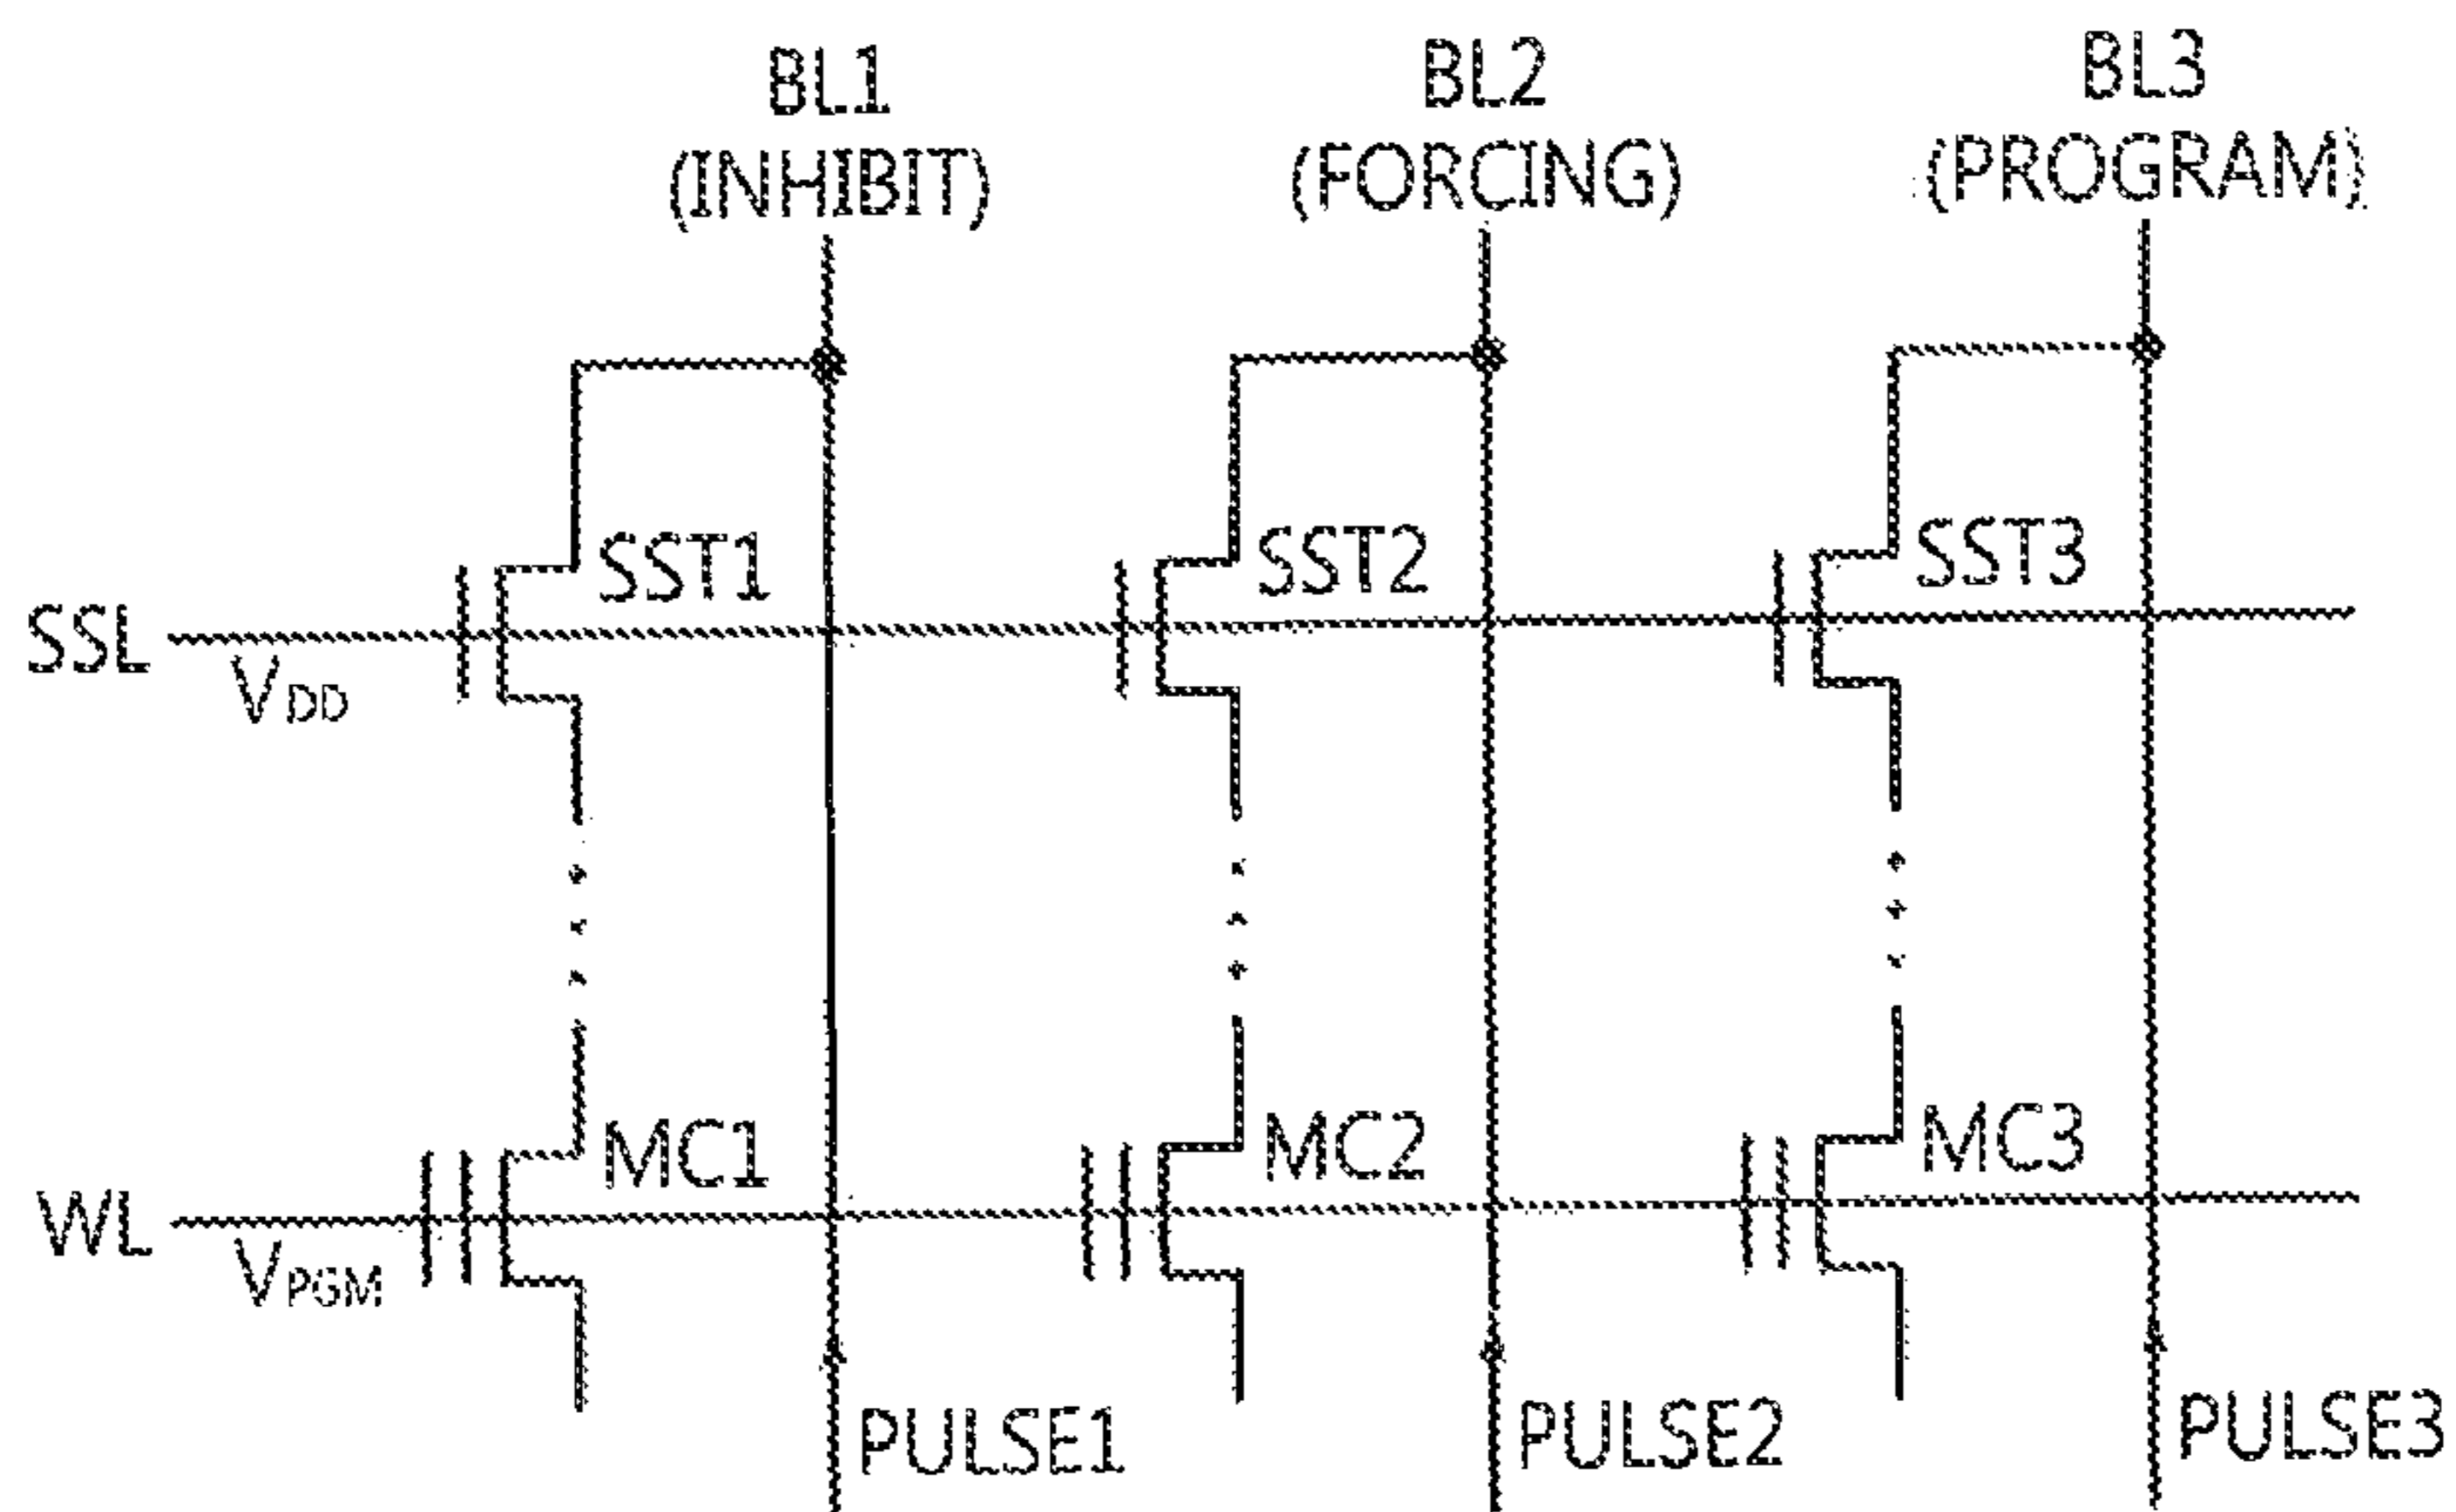 BL1 BL2 BL3
(INHIBIT) (FORCING) (PROGRAM)
SST1 SST2 SST3
SSL
VDD
MC1 MC2 MC3
WL
VPGM
PULSE1 PULSE2 PULSE3